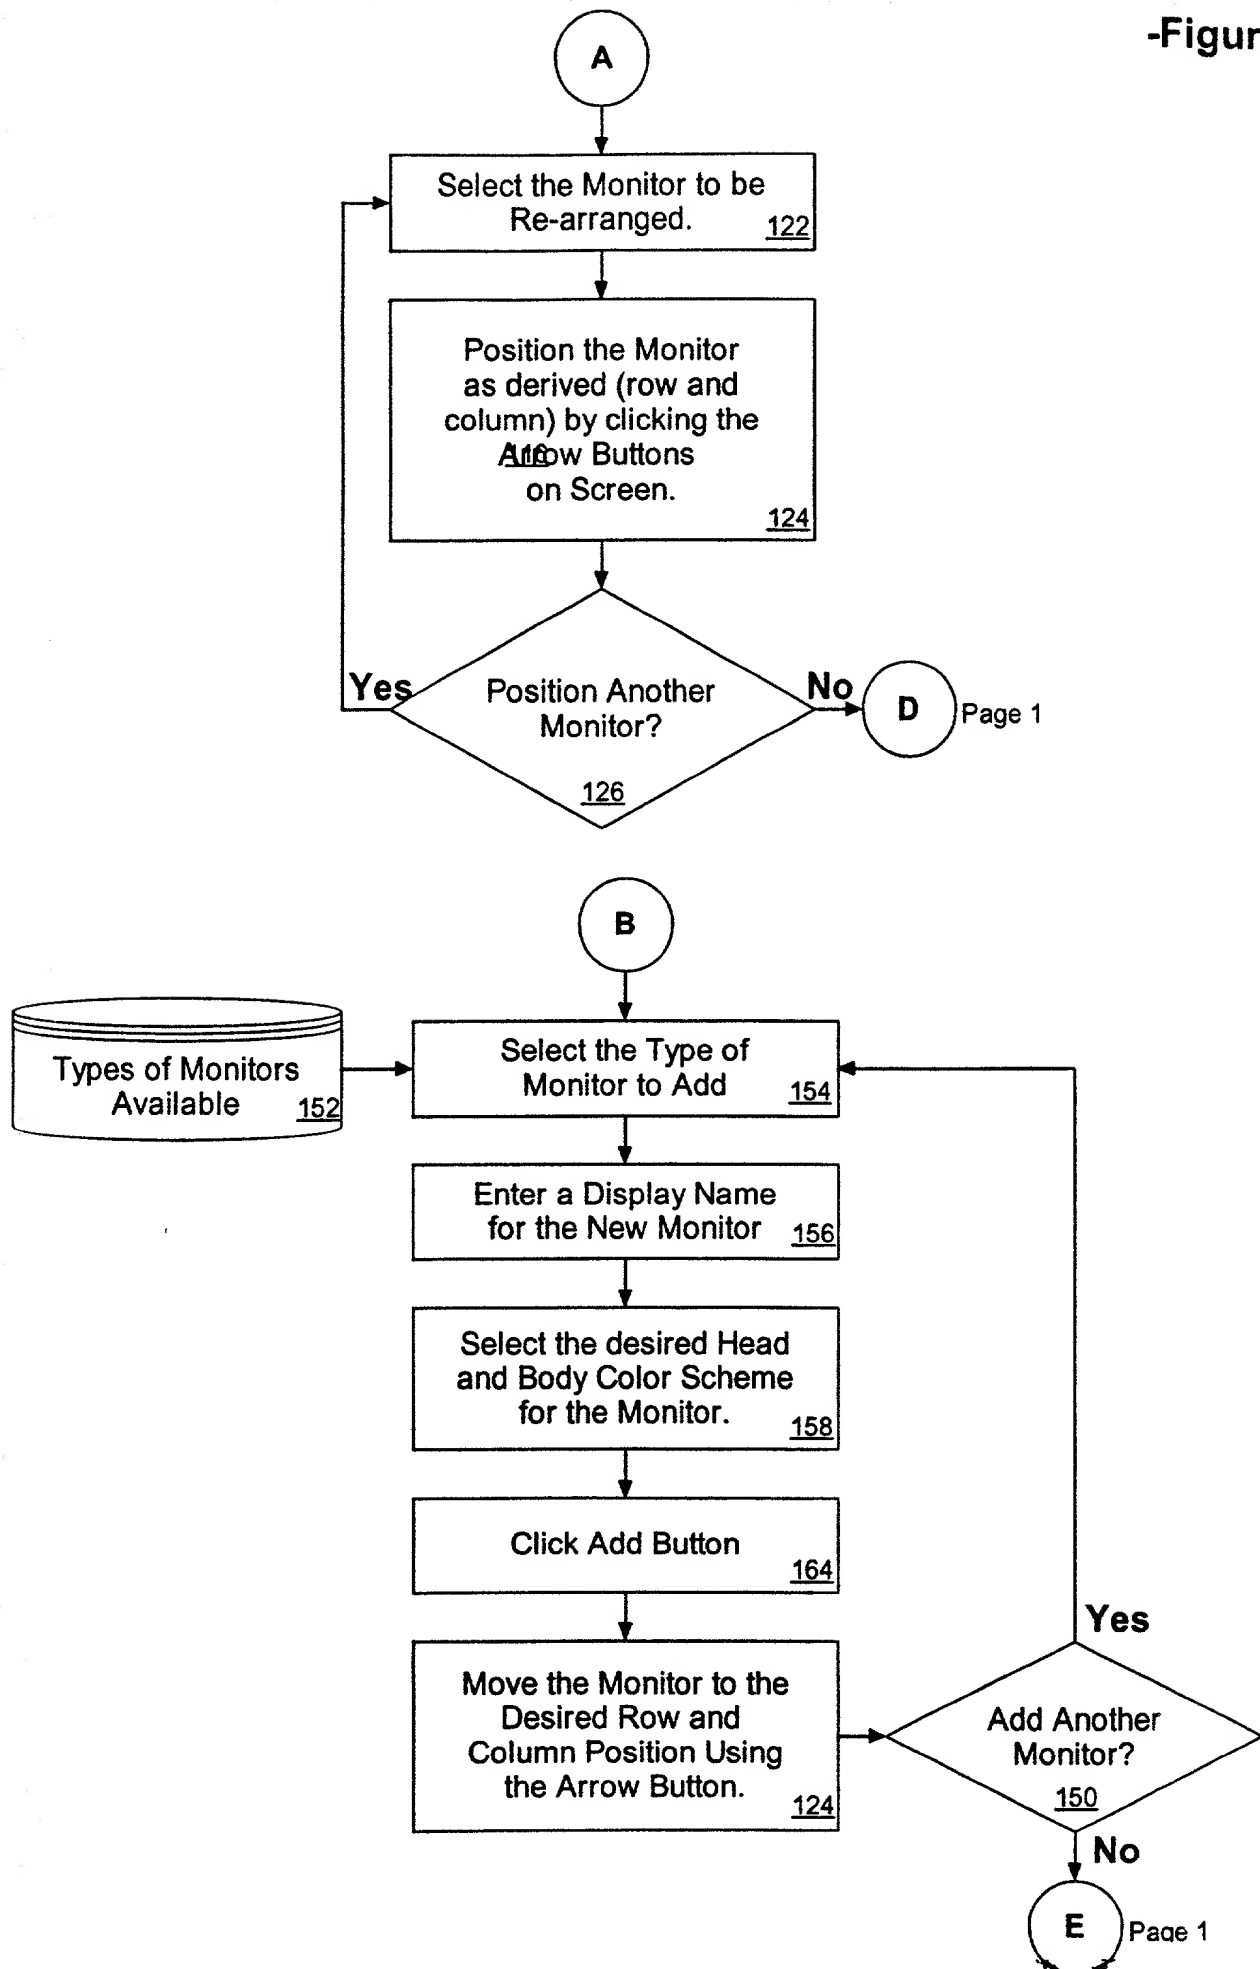 -Figur
A
Select the Monitor to be
Re-arranged.
122
Position the Monitor
as derived (row and
column) by clicking the
Arrow Buttons
on Screen.
124
Yes
Position Another
Monitor?
126
No
D
Page 1
B
Types of Monitors
Available
152
Select the Type of
Monitor to Add
154
Enter a Display Name
for the New Monitor
156
Select the desired Head
and Body Color Scheme
for the Monitor.
158
Click Add Button
164
Move the Monitor to the
Desired Row and
Column Position Using
the Arrow Button.
124
Yes
Add Another
Monitor?
150
No
E
Page 1